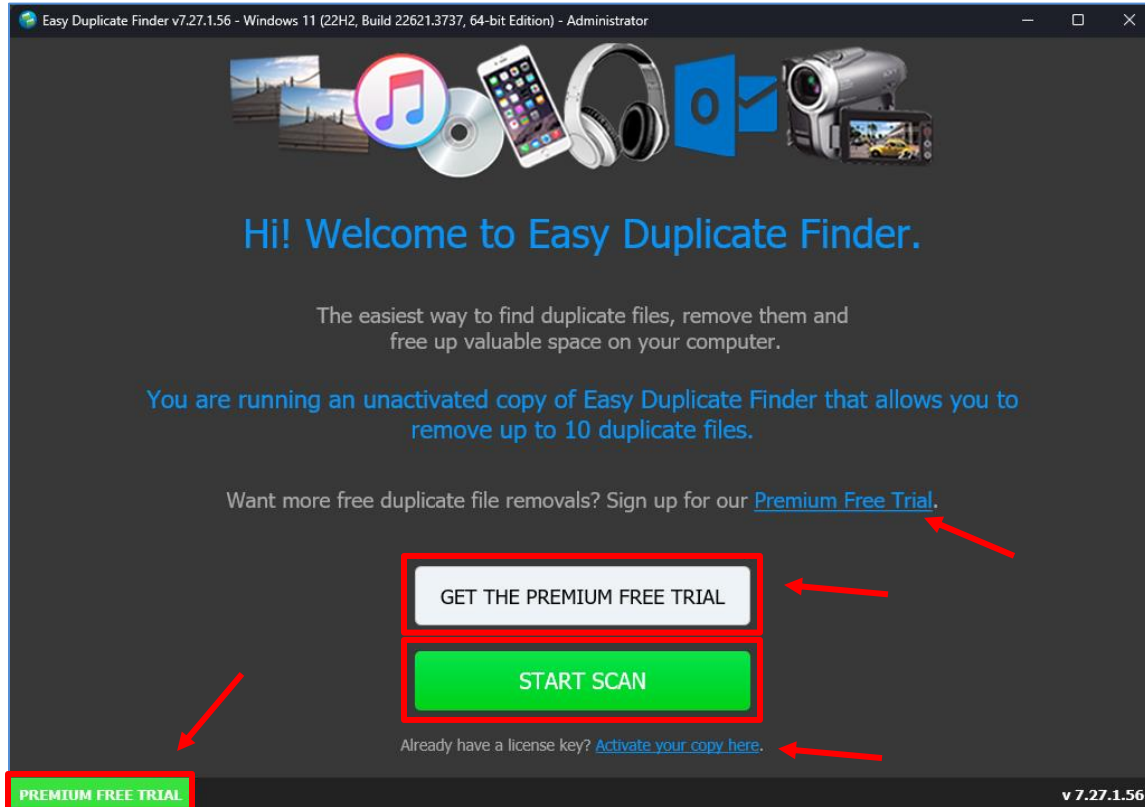 Easy Duplicate Finder v7.27.1.56 - Windows 11 (22H2, Build 22621.3737, 64-bit Edition) - Administrator
Hi! Welcome to Easy Duplicate Finder.
The easiest way to find duplicate files, remove them and
free up valuable space on your computer.
You are running an unactivated copy of Easy Duplicate Finder that allows you to
remove up to 10 duplicate files.
Want more free duplicate file removals? Sign up for our Premium Free Trial.
GET THE PREMIUM FREE TRIAL
START SCAN
Already have a license key? Activate your copy here.
PREMIUM FREE TRIAL
v 7.27.1.56